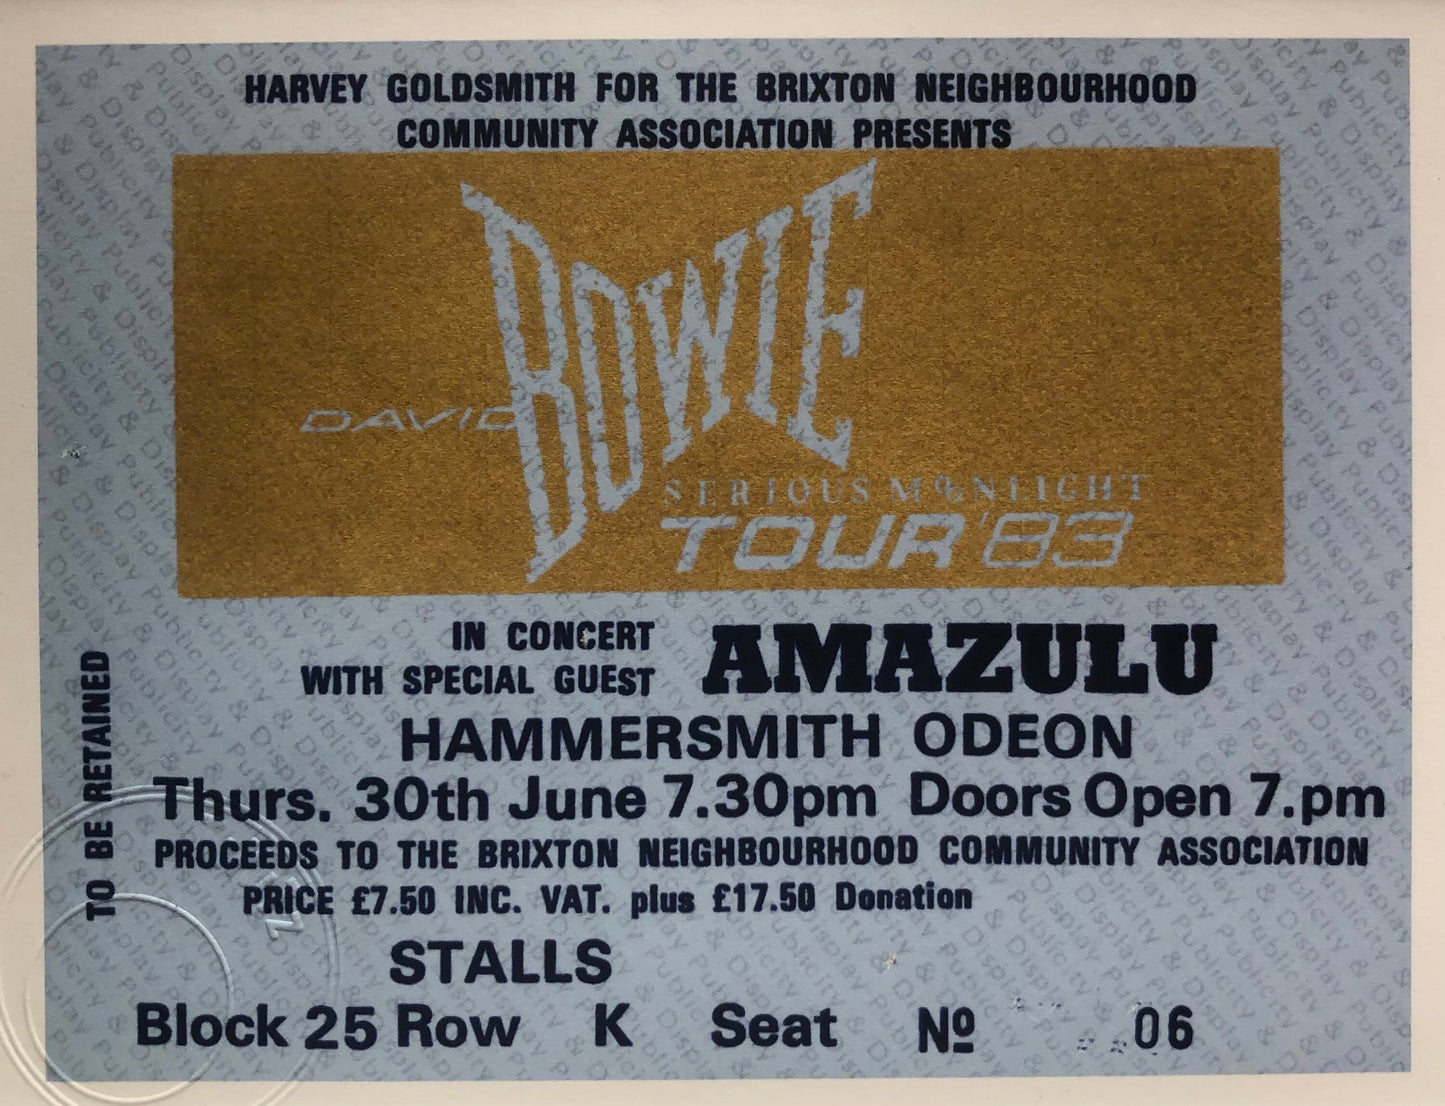 HARVEY GOLDSMITH FOR THE BRIXTON NEIGHBOURHOOD
COMMUNITY ASSOCIATION PRESENTS
DAVID BOWIE
SERIOUS MOONLIGHT
TOUR '83
IN CONCERT
WITH SPECIAL GUEST
AMAZULU
HAMMERSMITH ODEON
Thurs. 30th June 7.30pm Doors Open 7.pm
PROCEEDS TO THE BRIXTON NEIGHBOURHOOD COMMUNITY ASSOCIATION
PRICE £7.50 INC. VAT. plus £17.50 Donation
STALLS
Block 25 Row K Seat Nº 06
TO BE RETAINED
Display & Publicity